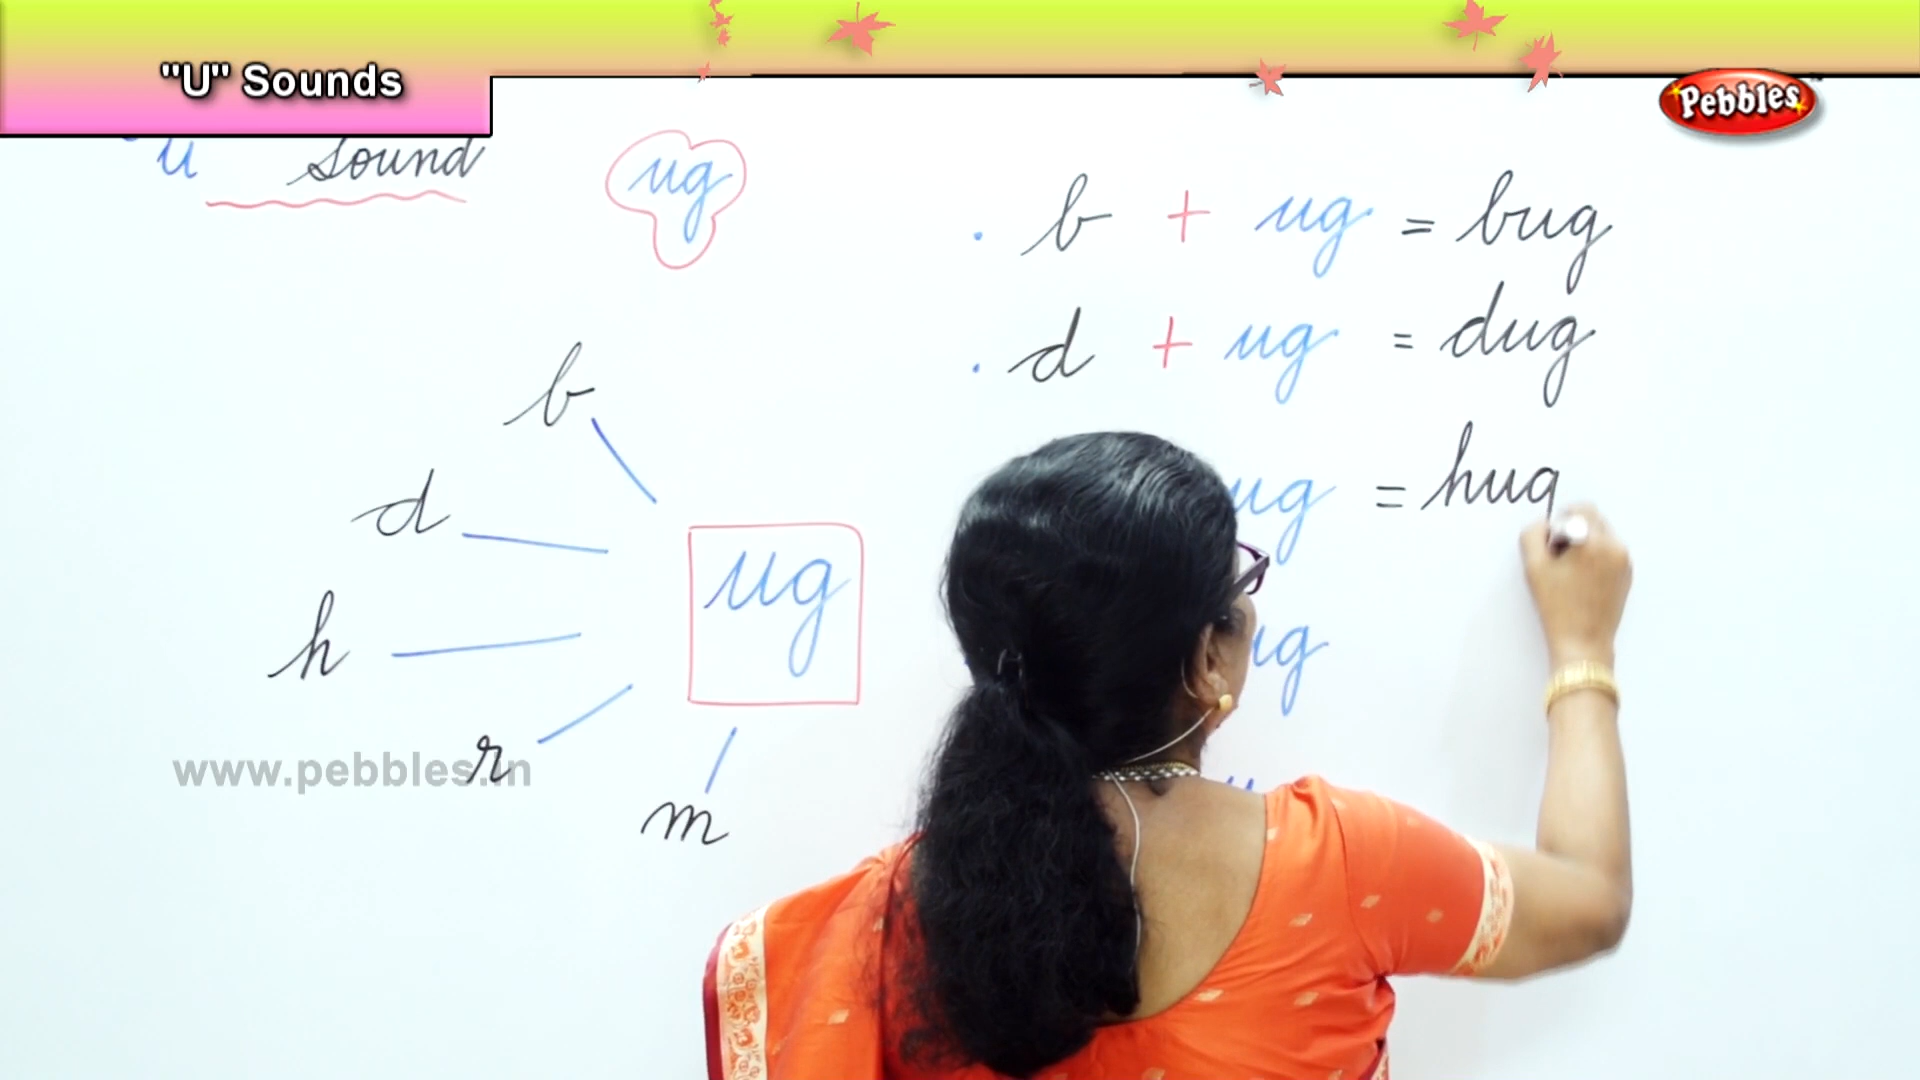 "U" Sounds
Pebbles
u sound
ug
b + ug = bug
d + ug = dug
ug = hug
ug
b
d
h
r
m
ug
www.pebbles.in